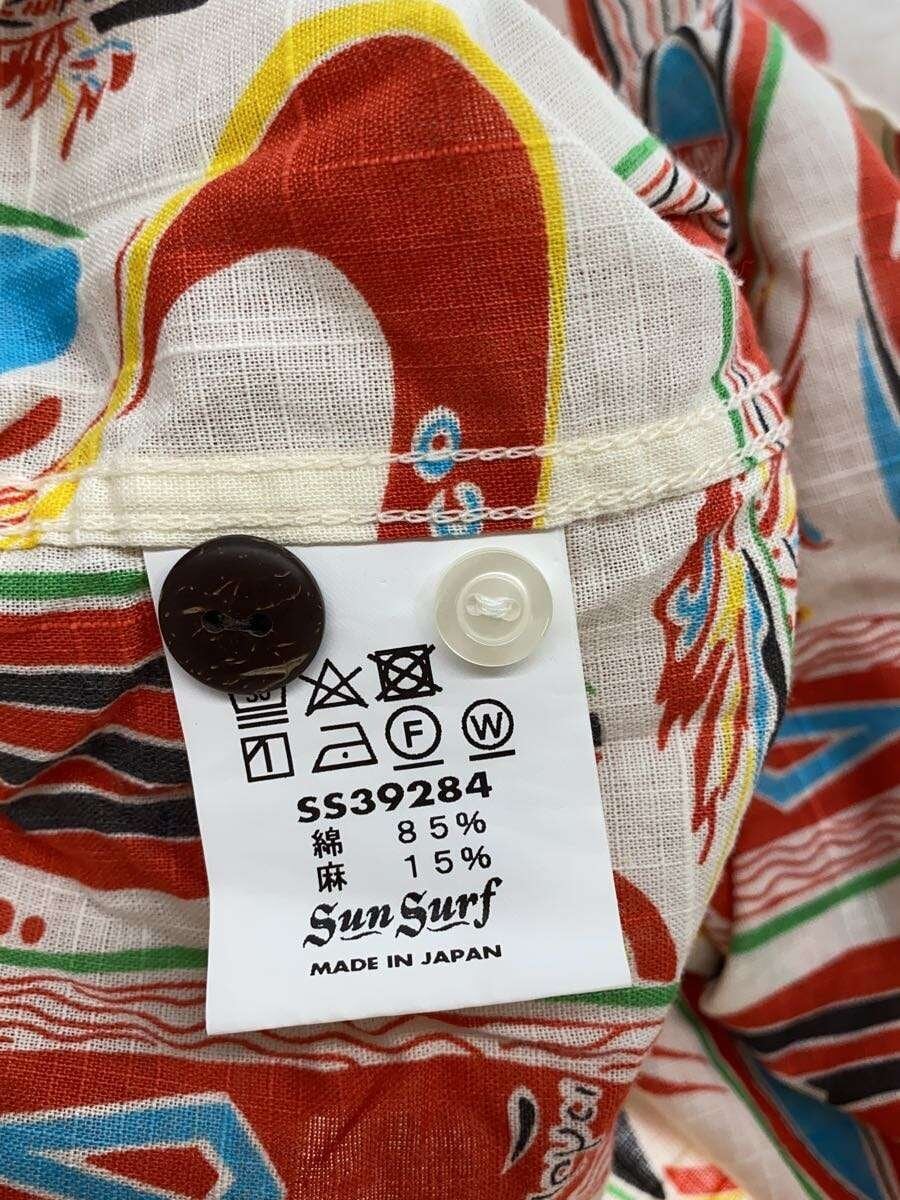 F
W
SS39284
綿 85%
麻 15%
Sun Surf
MADE IN JAPAN